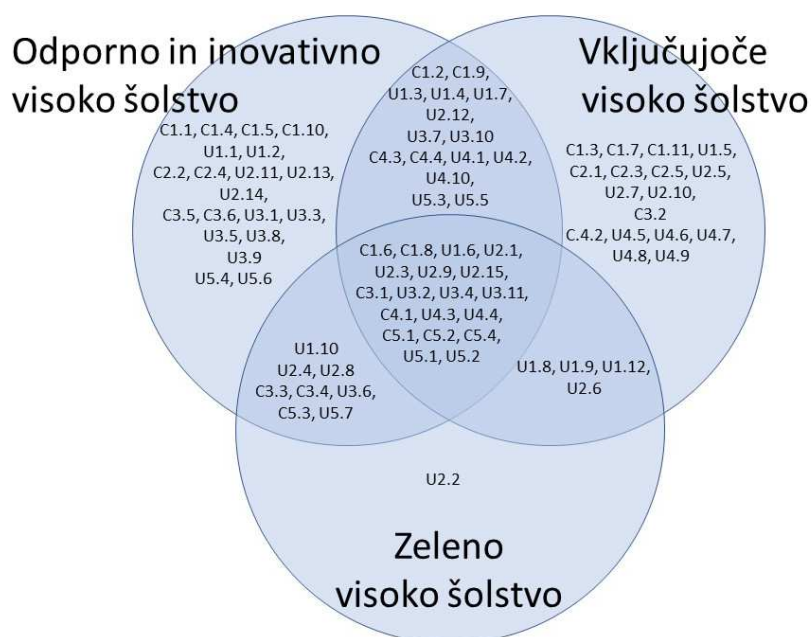 Odporno in inovativno
visoko šolstvo
Vključujoče
visoko šolstvo
C1.1, C1.4, C1.5, C1.10,
U1.1, U1.2,
C2.2, C2.4, U2.11, U2.13,
U2.14,
C3.5, C3.6, U3.1, U3.3,
U3.5, U3.8,
U3.9
U5.4, U5.6
C1.2, C1.9,
U1.3, U1.4, U1.7,
U2.12,
U3.7, U3.10
C4.3, C4.4, U4.1, U4.2,
U4.10,
U5.3, U5.5
C1.3, C1.7, C1.11, U1.5,
C2.1, C2.3, C2.5, U2.5,
U2.7, U2.10,
C3.2
C.4.2, U4.5, U4.6, U4.7,
U4.8, U4.9
C1.6, C1.8, U1.6, U2.1,
U2.3, U2.9, U2.15,
C3.1, U3.2, U3.4, U3.11,
C4.1, U4.3, U4.4,
C5.1, C5.2, C5.4,
U5.1, U5.2
U1.10
U2.4, U2.8
C3.3, C3.4, U3.6,
C5.3, U5.7
U1.8, U1.9, U1.12,
U2.6
U2.2
Zeleno
visoko šolstvo